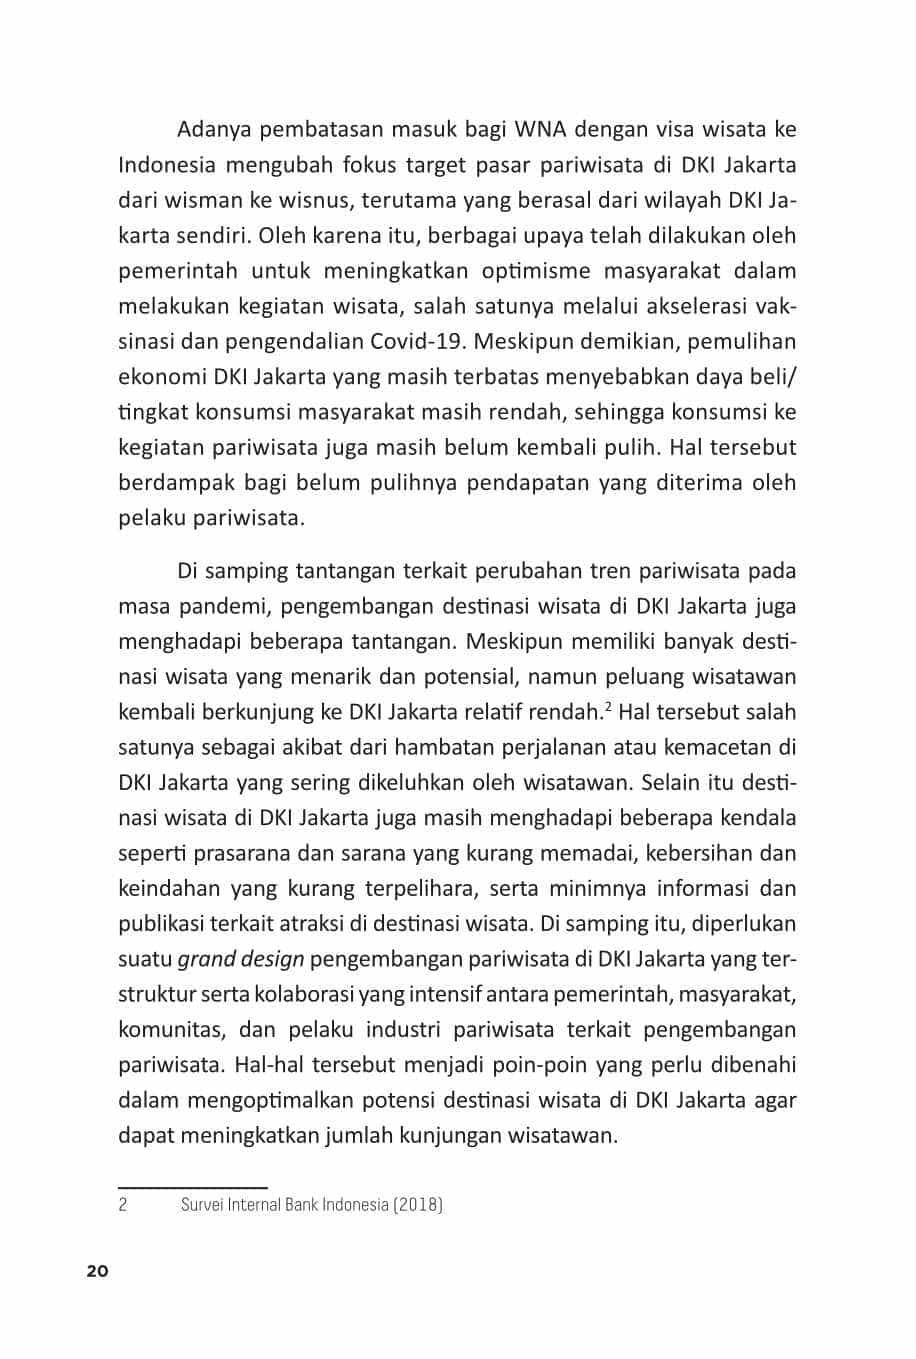 Adanya pembatasan masuk bagi WNA dengan visa wisata ke
Indonesia mengubah fokus target pasar pariwisata di DKI Jakarta
dari wisman ke wisnus, terutama yang berasal dari wilayah DKI Ja-
karta sendiri. Oleh karena itu, berbagai upaya telah dilakukan oleh
pemerintah untuk meningkatkan optimisme masyarakat dalam
melakukan kegiatan wisata, salah satunya melalui akselerasi vak-
sinasi dan pengendalian Covid-19. Meskipun demikian, pemulihan
ekonomi DKI Jakarta yang masih terbatas menyebabkan daya beli/
tingkat konsumsi masyarakat masih rendah, sehingga konsumsi ke
kegiatan pariwisata juga masih belum kembali pulih. Hal tersebut
berdampak bagi belum pulihnya pendapatan yang diterima oleh
pelaku pariwisata.
Di samping tantangan terkait perubahan tren pariwisata pada
masa pandemi, pengembangan destinasi wisata di DKI Jakarta juga
menghadapi beberapa tantangan. Meskipun memiliki banyak desti-
nasi wisata yang menarik dan potensial, namun peluang wisatawan
kembali berkunjung ke DKI Jakarta relatif rendah.2 Hal tersebut salah
satunya sebagai akibat dari hambatan perjalanan atau kemacetan di
DKI Jakarta yang sering dikeluhkan oleh wisatawan. Selain itu desti-
nasi wisata di DKI Jakarta juga masih menghadapi beberapa kendala
seperti prasarana dan sarana yang kurang memadai, kebersihan dan
keindahan yang kurang terpelihara, serta minimnya informasi dan
publikasi terkait atraksi di destinasi wisata. Di samping itu, diperlukan
suatu grand design pengembangan pariwisata di DKI Jakarta yang ter-
struktur serta kolaborasi yang intensif antara pemerintah, masyarakat,
komunitas, dan pelaku industri pariwisata terkait pengembangan
pariwisata. Hal-hal tersebut menjadi poin-poin yang perlu dibenahi
dalam mengoptimalkan potensi destinasi wisata di DKI Jakarta agar
dapat meningkatkan jumlah kunjungan wisatawan.
2 Survei Internal Bank Indonesia (2018)
20